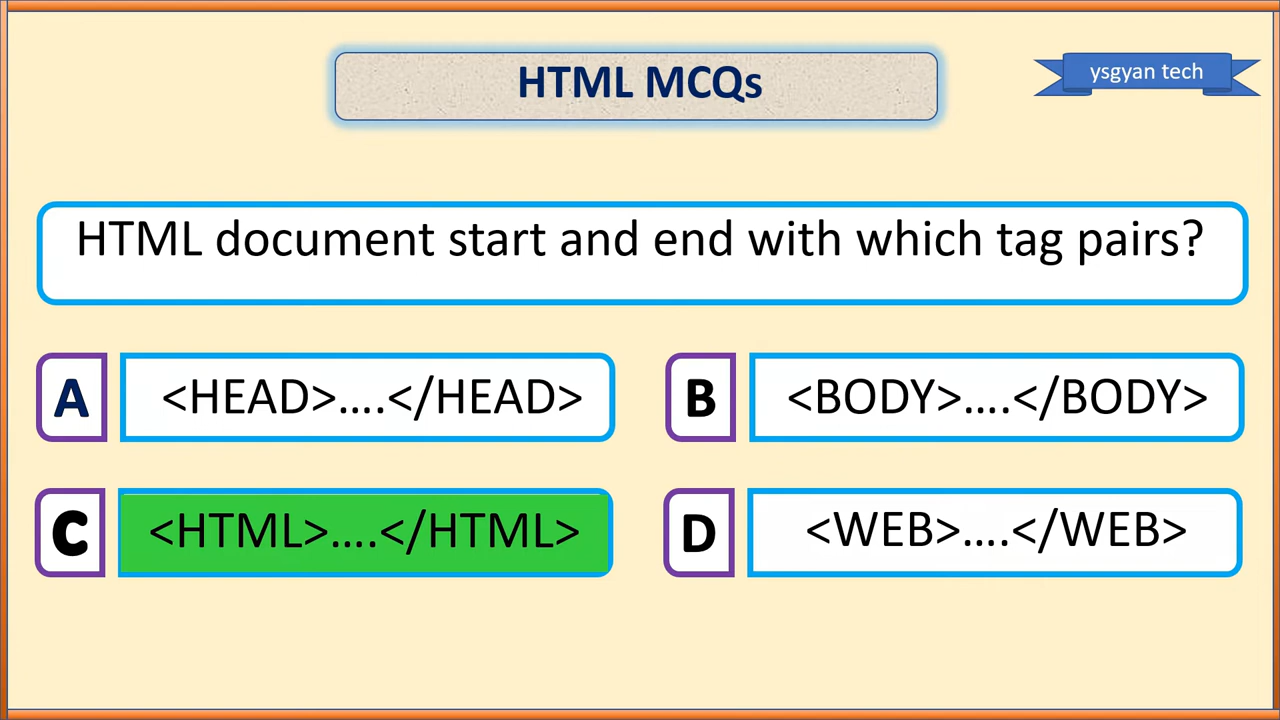 HTML MCQs
ysgyan tech
HTML document start and end with which tag pairs?
A <HEAD>....</HEAD>
B <BODY>....</BODY>
C <HTML>....</HTML>
D <WEB>....</WEB>